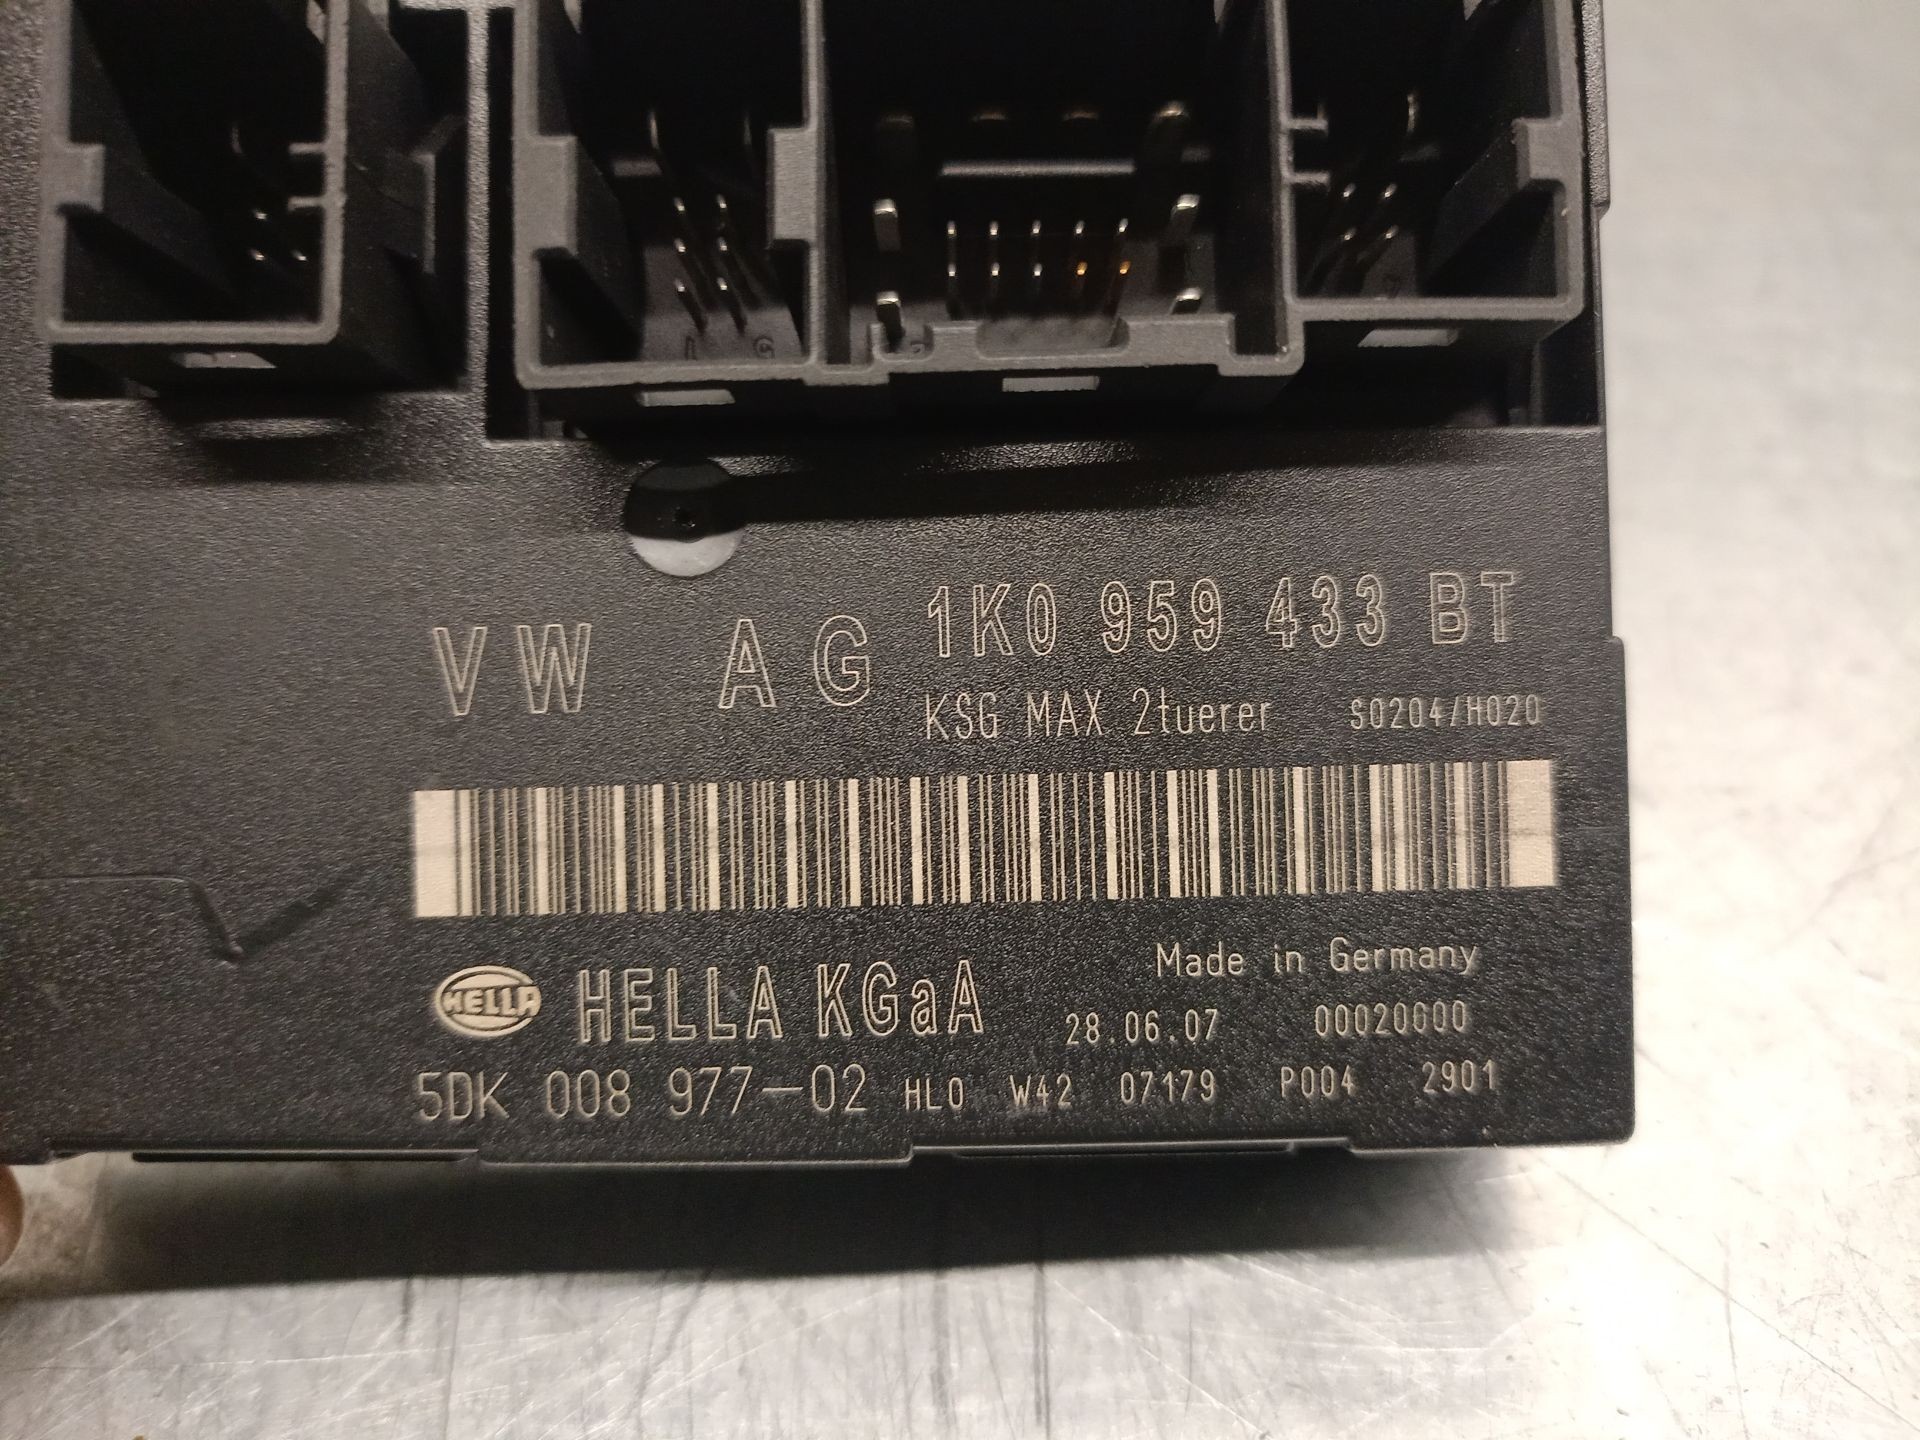 VW AG 1K0 959 433 BT
KSG MAX 2tuerer S0204/H020
Made in Germany
HELLA HELLA KGaA 28.06.07 00020600
5DK 008 977-02 HLO W42 07179 P004 2901